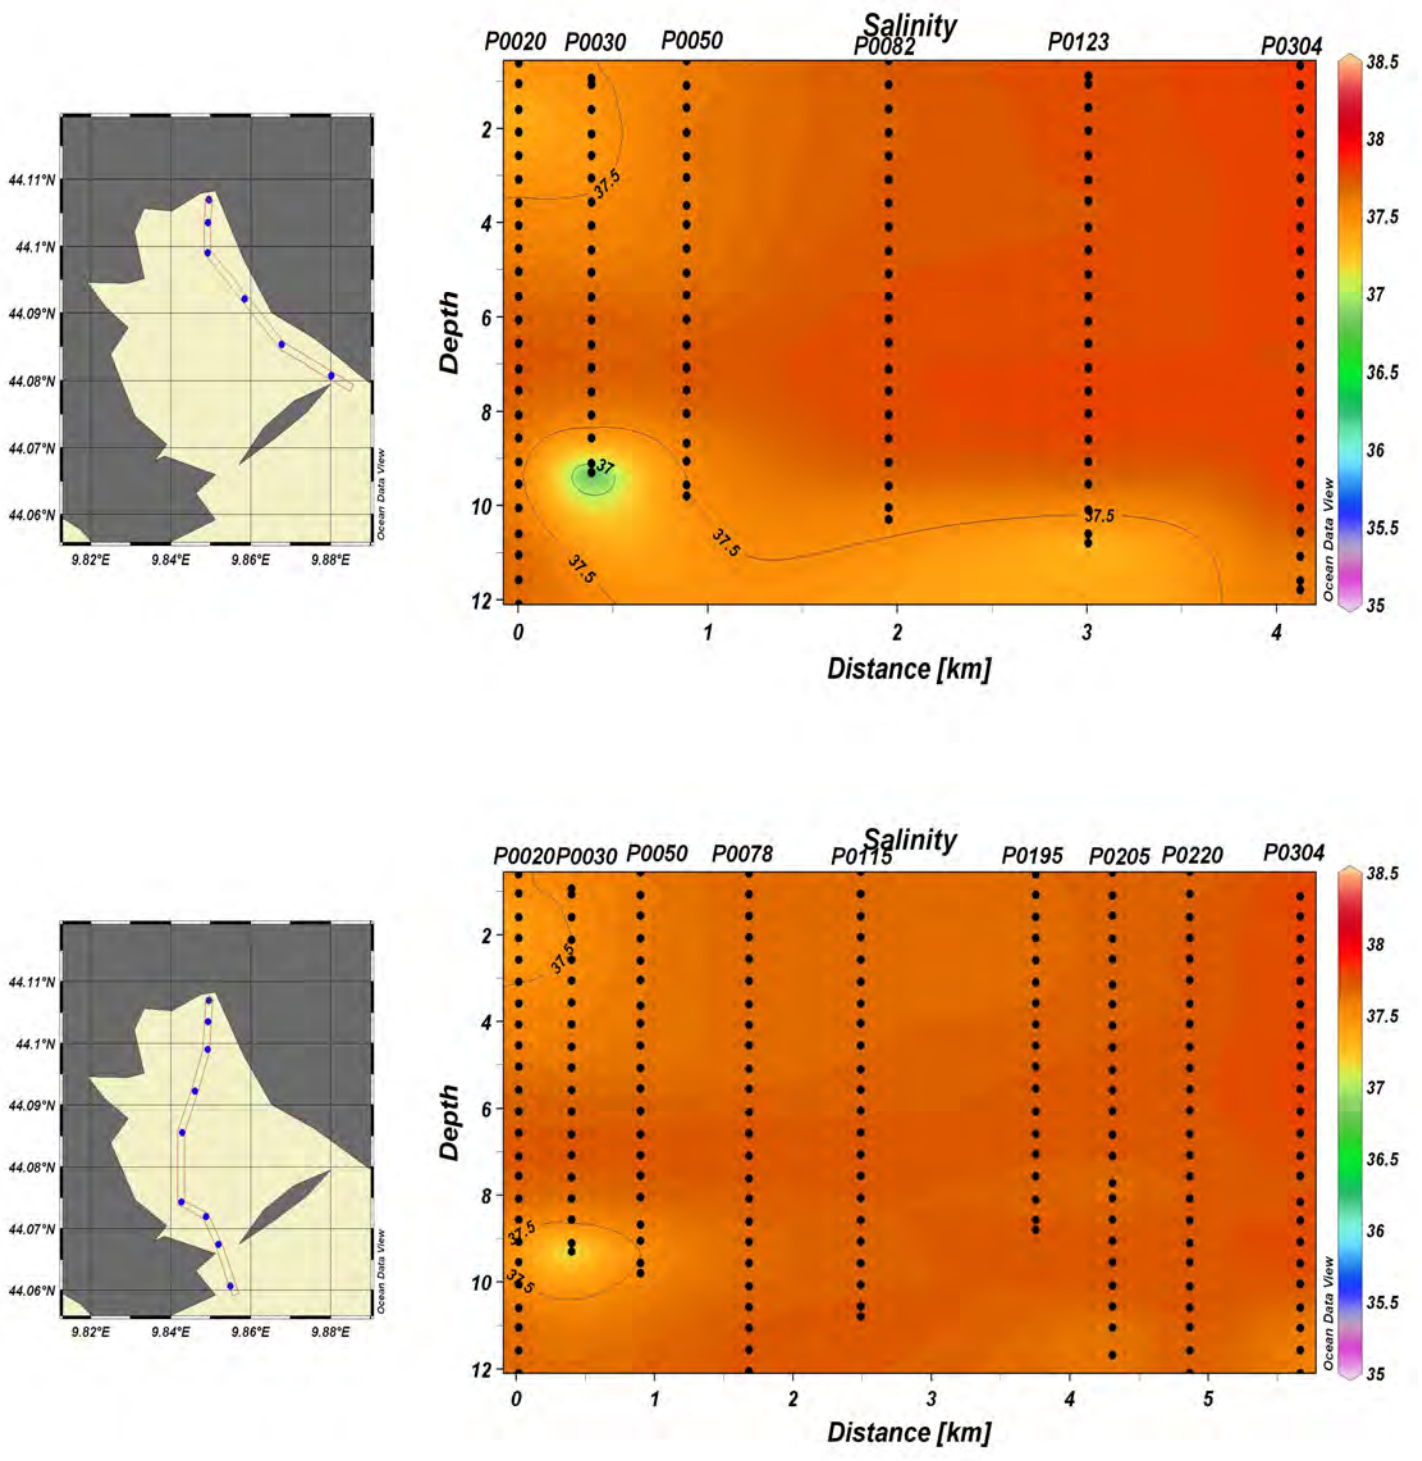 Salinity
P0020 P0030 P0050 P0082 P0123 P0304
44.11°N
44.1°N
44.09°N
44.08°N
44.07°N
44.06°N
9.82°E 9.84°E 9.86°E 9.88°E
Ocean Data View
Depth
2
4
6
8
10
12
37.5
37
37.5
37.5
37.5
0 1 2 3 4
Distance [km]
Ocean Data View
38.5
38
37.5
37
36.5
36
35.5
35
Salinity
P0020 P0030 P0050 P0078 P0115 P0195 P0205 P0220 P0304
44.11°N
44.1°N
44.09°N
44.08°N
44.07°N
44.06°N
9.82°E 9.84°E 9.86°E 9.88°E
Ocean Data View
Depth
2
4
6
8
10
12
37.5
37.5
37.5
0 1 2 3 4 5
Distance [km]
Ocean Data View
38.5
38
37.5
37
36.5
36
35.5
35